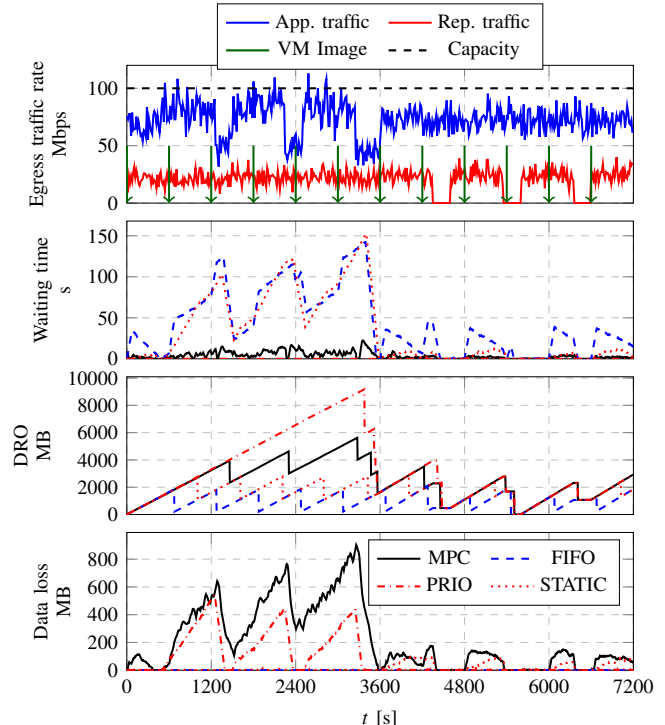 App. traffic Rep. traffic
VM Image Capacity
Egress traffic rate
Mbps
100
50
0
Waiting time
s
150
100
50
0
DRO
MB
10000
8000
6000
4000
2000
0
Data loss
MB
800
600
400
200
0
MPC FIFO
PRIO STATIC
0 1200 2400 3600 4800 6000 7200
t [s]